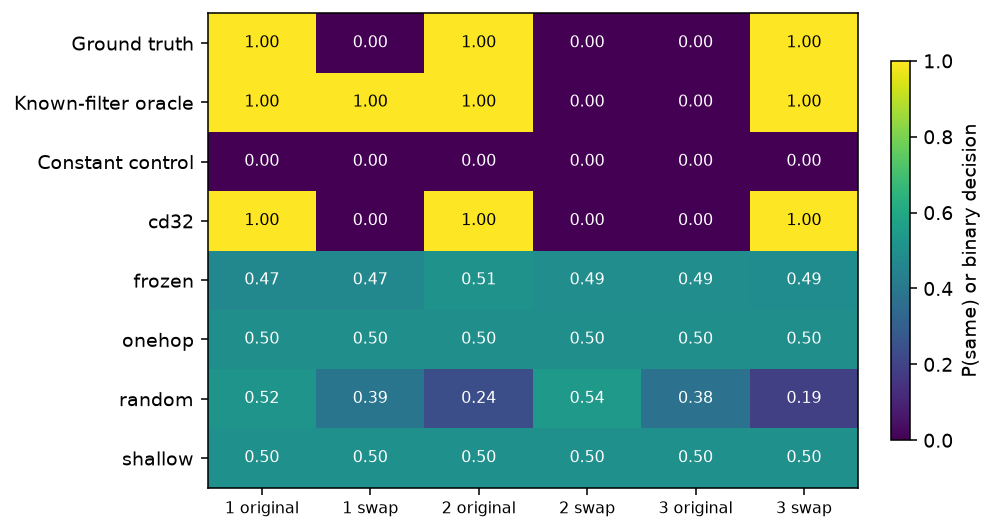 Ground truth 1.00 0.00 1.00 0.00 0.00 1.00
Known-filter oracle 1.00 1.00 1.00 0.00 0.00 1.00
Constant control 0.00 0.00 0.00 0.00 0.00 0.00
cd32 1.00 0.00 1.00 0.00 0.00 1.00
frozen 0.47 0.47 0.51 0.49 0.49 0.49
onehop 0.50 0.50 0.50 0.50 0.50 0.50
random 0.52 0.39 0.24 0.54 0.38 0.19
shallow 0.50 0.50 0.50 0.50 0.50 0.50
1 original 1 swap 2 original 2 swap 3 original 3 swap
1.0
0.8
0.6
0.4
0.2
0.0
P(same) or binary decision